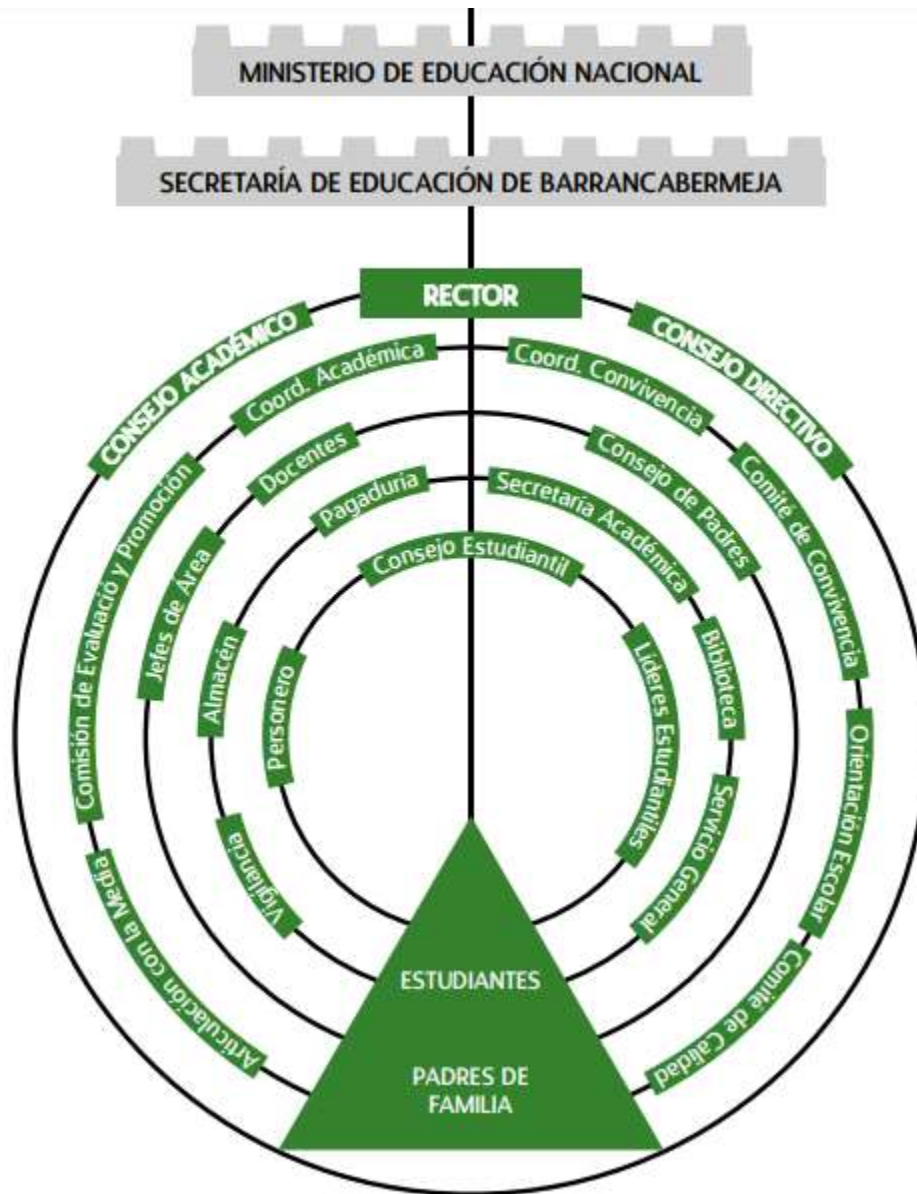 MINISTERIO DE EDUCACIÓN NACIONAL
SECRETARÍA DE EDUCACIÓN DE BARRANCABERMEJA
RECTOR
CONSEJO ACADÉMICO
CONSEJO DIRECTIVO
Coord. Académica
Coord. Convivencia
Comisión de Evaluació y Promoción
Comité de Convivencia
Articulación con la Media
Orientación Escolar
Comité de Calidad
Docentes
Consejo de Padres
Jefes de Área
Pagaduría
Secretaría Académica
Almacén
Biblioteca
Vigilancia
Servicio General
Consejo Estudiantil
Personero
Líderes Estudiantiles
ESTUDIANTES
PADRES DE
FAMILIA